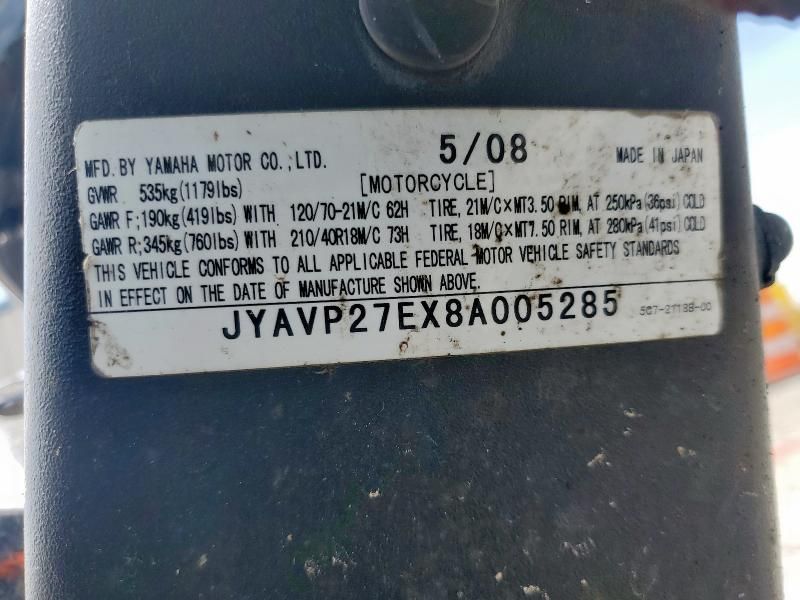 MFD. BY YAMAHA MOTOR CO.;LTD. 5/08 MADE IN JAPAN
GVWR 535kg(1179lbs) [MOTORCYCLE]
GAWR F;190kg(419lbs) WITH 120/70-21M/C 62H TIRE, 21M/C×MT3.50 RIM, AT 250kPa(36psi) COLD
GAWR R;345kg(760lbs) WITH 210/40R18M/C 73H TIRE, 18M/C×MT7.50 RIM, AT 280kPa(41psi) COLD
THIS VEHICLE CONFORMS TO ALL APPLICABLE FEDERAL MOTOR VEHICLE SAFETY STANDARDS
IN EFFECT ON THE DATE OF MANUFACTURE SHOWN ABOVE.
JYAVP27EX8A005285